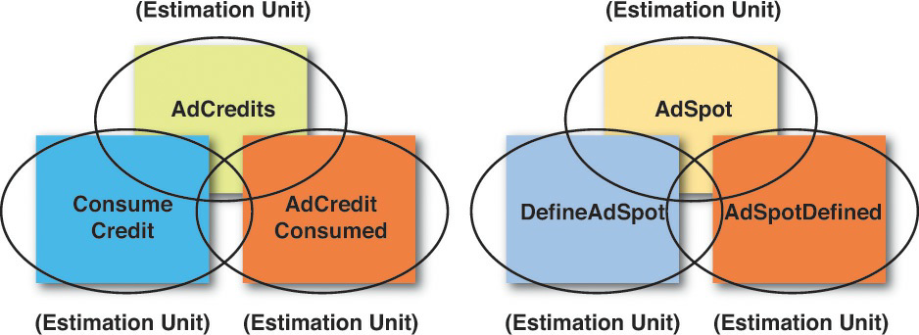 (Estimation Unit)
(Estimation Unit)
AdCredits
AdSpot
Consume
Credit
AdCredit
Consumed
DefineAdSpot
AdSpotDefined
(Estimation Unit)
(Estimation Unit)
(Estimation Unit)
(Estimation Unit)